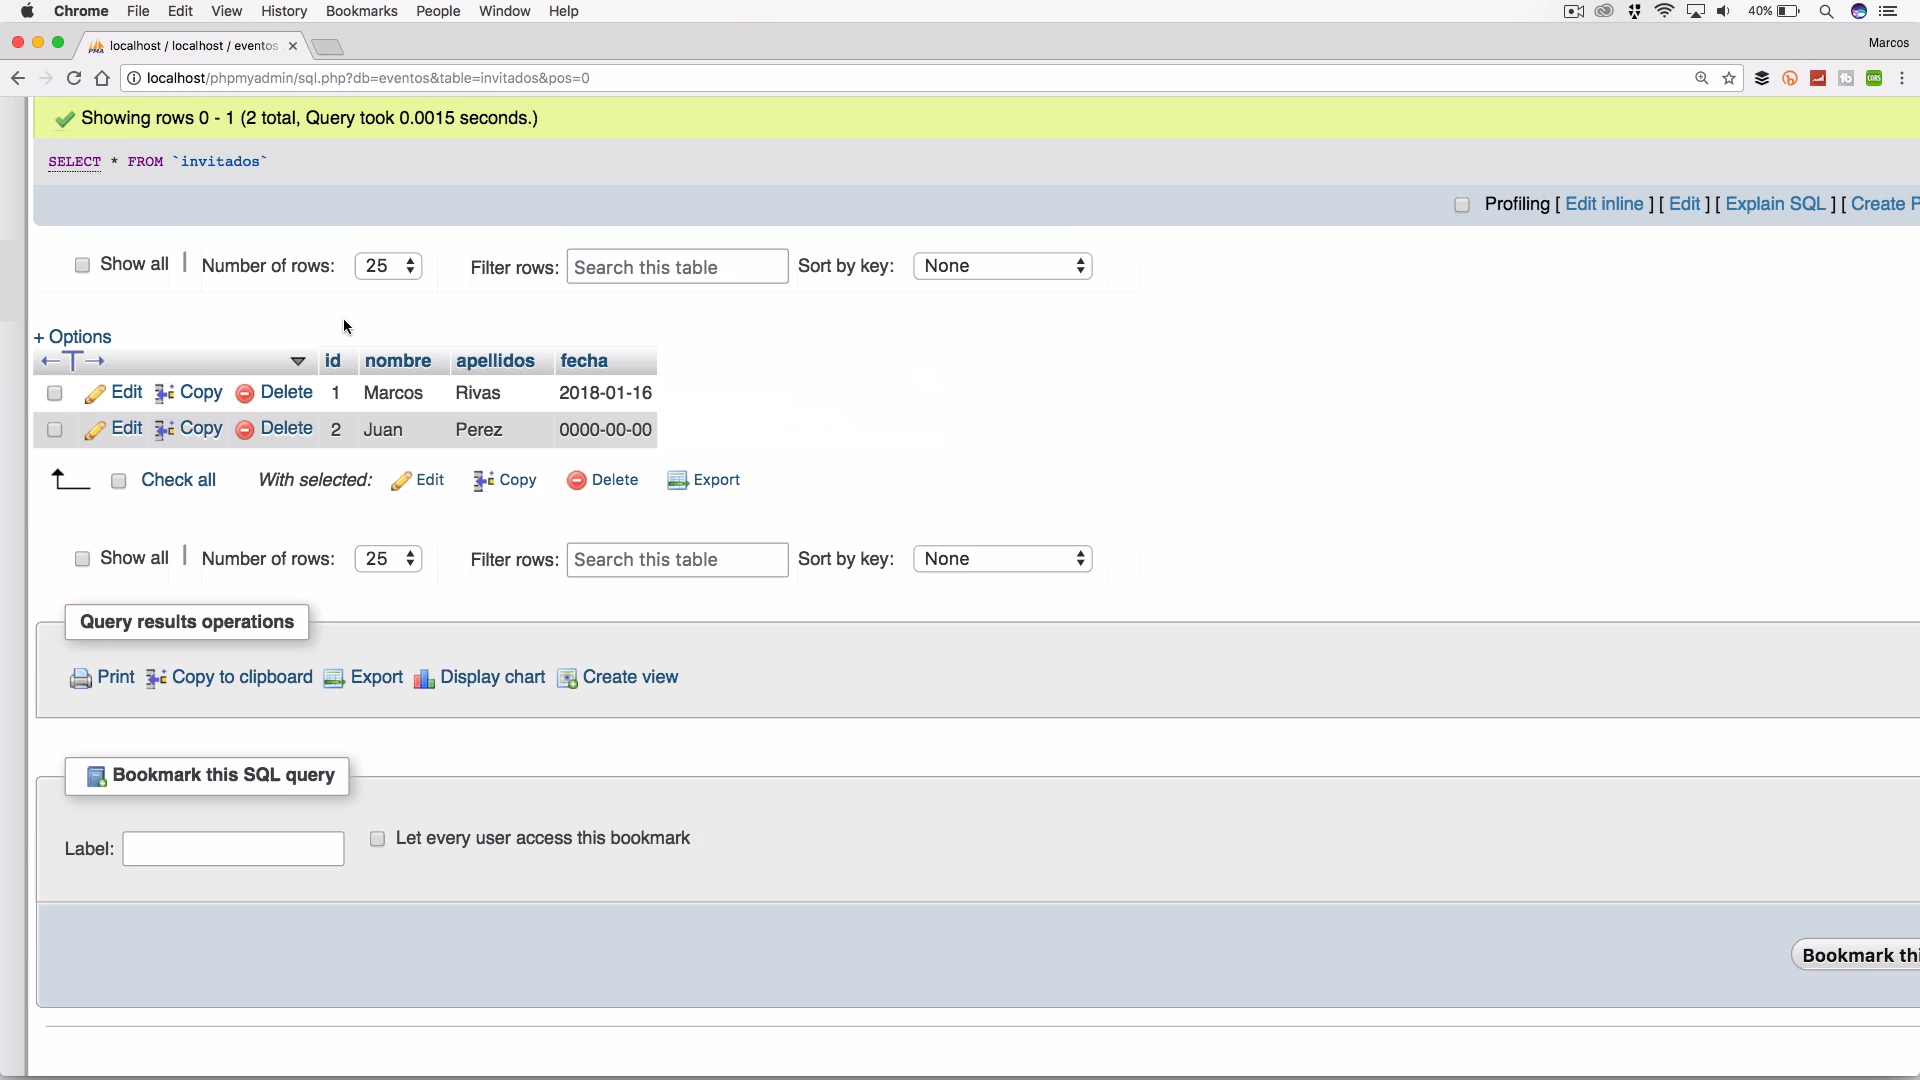 Chrome File Edit View History Bookmarks People Window Help 40%
localhost / localhost / eventos Marcos
localhost/phpmyadmin/sql.php?db=eventos&table=invitados&pos=0
Showing rows 0 - 1 (2 total, Query took 0.0015 seconds.)
SELECT * FROM `invitados`
Profiling [ Edit inline ] [ Edit ] [ Explain SQL ] [ Create P
Show all Number of rows: 25 Filter rows: Search this table Sort by key: None
+ Options
←T→ id nombre apellidos fecha
Edit Copy Delete 1 Marcos Rivas 2018-01-16
Edit Copy Delete 2 Juan Perez 0000-00-00
Check all With selected: Edit Copy Delete Export
Show all Number of rows: 25 Filter rows: Search this table Sort by key: None
Query results operations
Print Copy to clipboard Export Display chart Create view
Bookmark this SQL query
Label: Let every user access this bookmark
Bookmark thi